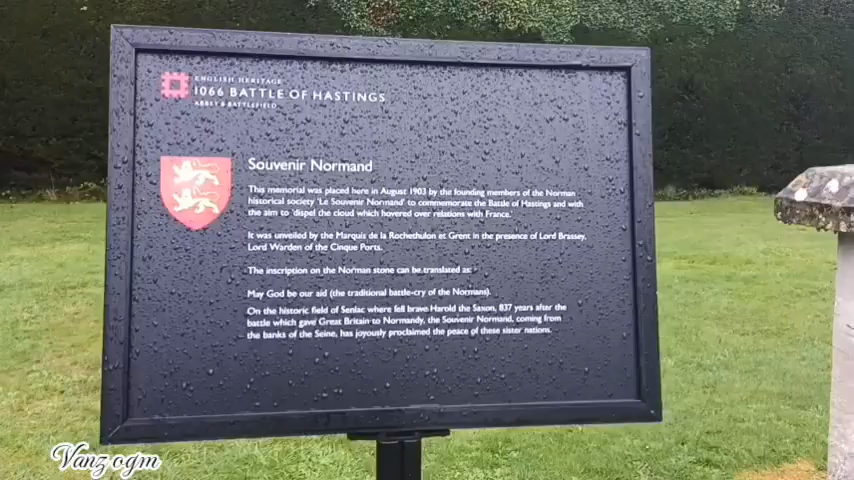 ENGLISH HERITAGE
1066 BATTLE OF HASTINGS
ABBEY & BATTLEFIELD
Souvenir Normand
This memorial was placed here in August 1903 by the founding members of the Norman
historical society 'Le Souvenir Normand' to commemorate the Battle of Hastings and with
the aim to 'dispel the cloud which hovered over relations with France.'
It was unveiled by the Marquis de la Rochethulon et Grent in the presence of Lord Brassey,
Lord Warden of the Cinque Ports.
The inscription on the Norman stone can be translated as:
May God be our aid (the traditional battle-cry of the Normans).
On the historic field of Senlac where fell brave Harold the Saxon, 837 years after the
battle which gave Great Britain to Normandy, the Souvenir Normand, coming from
the banks of the Seine, has joyously proclaimed the peace of these sister nations.
Vanz ogm